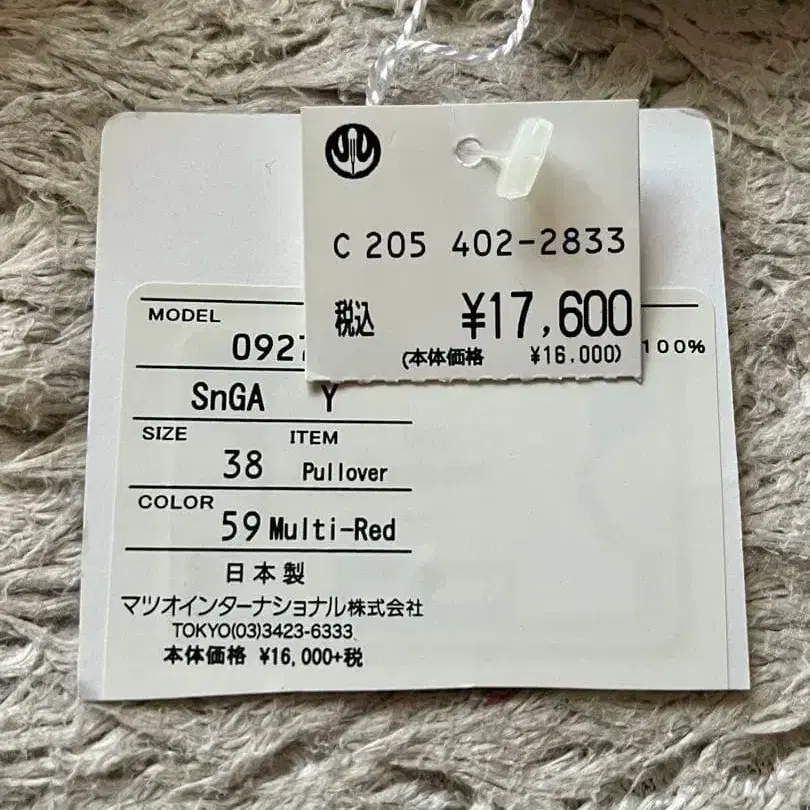 C 205 402-2833
税込 ¥17,600
(本体価格 ¥16,000)
MODEL
092
100%
SnGA Y
SIZE ITEM
38 Pullover
COLOR
59 Multi-Red
日本製
マツオインターナショナル株式会社
TOKYO(03)3423-6333
本体価格 ¥16,000+税